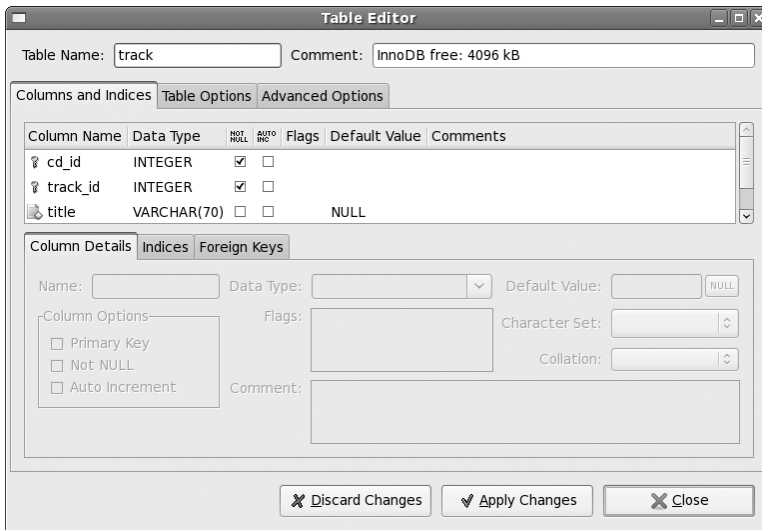 Table Editor
Table Name: track Comment: InnoDB free: 4096 kB
Columns and Indices Table Options Advanced Options
Column Name Data Type NOT NULL AUTO INC Flags Default Value Comments
cd_id INTEGER
track_id INTEGER
title VARCHAR(70) NULL
Column Details Indices Foreign Keys
Name: Data Type: Default Value: NULL
Column Options Flags: Character Set:
Primary Key
Not NULL Collation:
Auto Increment Comment:
Discard Changes Apply Changes Close